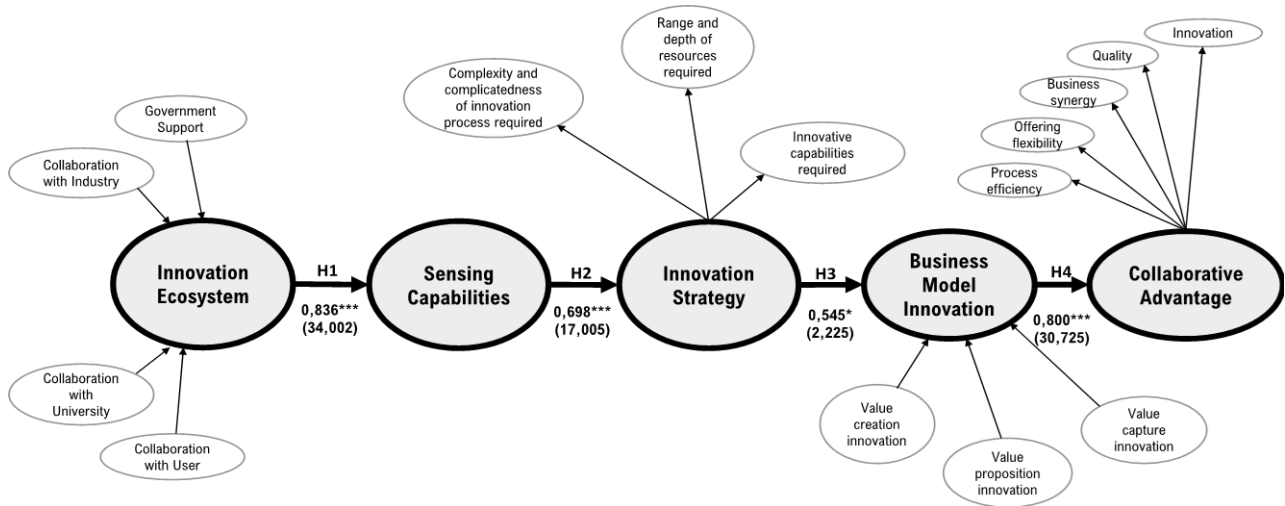 Range and
depth of
resources
required
Innovation
Quality
Complexity and
complicatedness
of innovation
process required
Business
synergy
Government
Support
Offering
flexibility
Innovative
capabilities
required
Collaboration
with Industry
Process
efficiency
Innovation
Ecosystem
H1
0,836***
(34,002)
Sensing
Capabilities
H2
0,698***
(17,005)
Innovation
Strategy
H3
0,545*
(2,225)
Business
Model
Innovation
H4
0,800***
(30,725)
Collaborative
Advantage
Collaboration
with
University
Collaboration
with User
Value
creation
innovation
Value
proposition
innovation
Value
capture
innovation